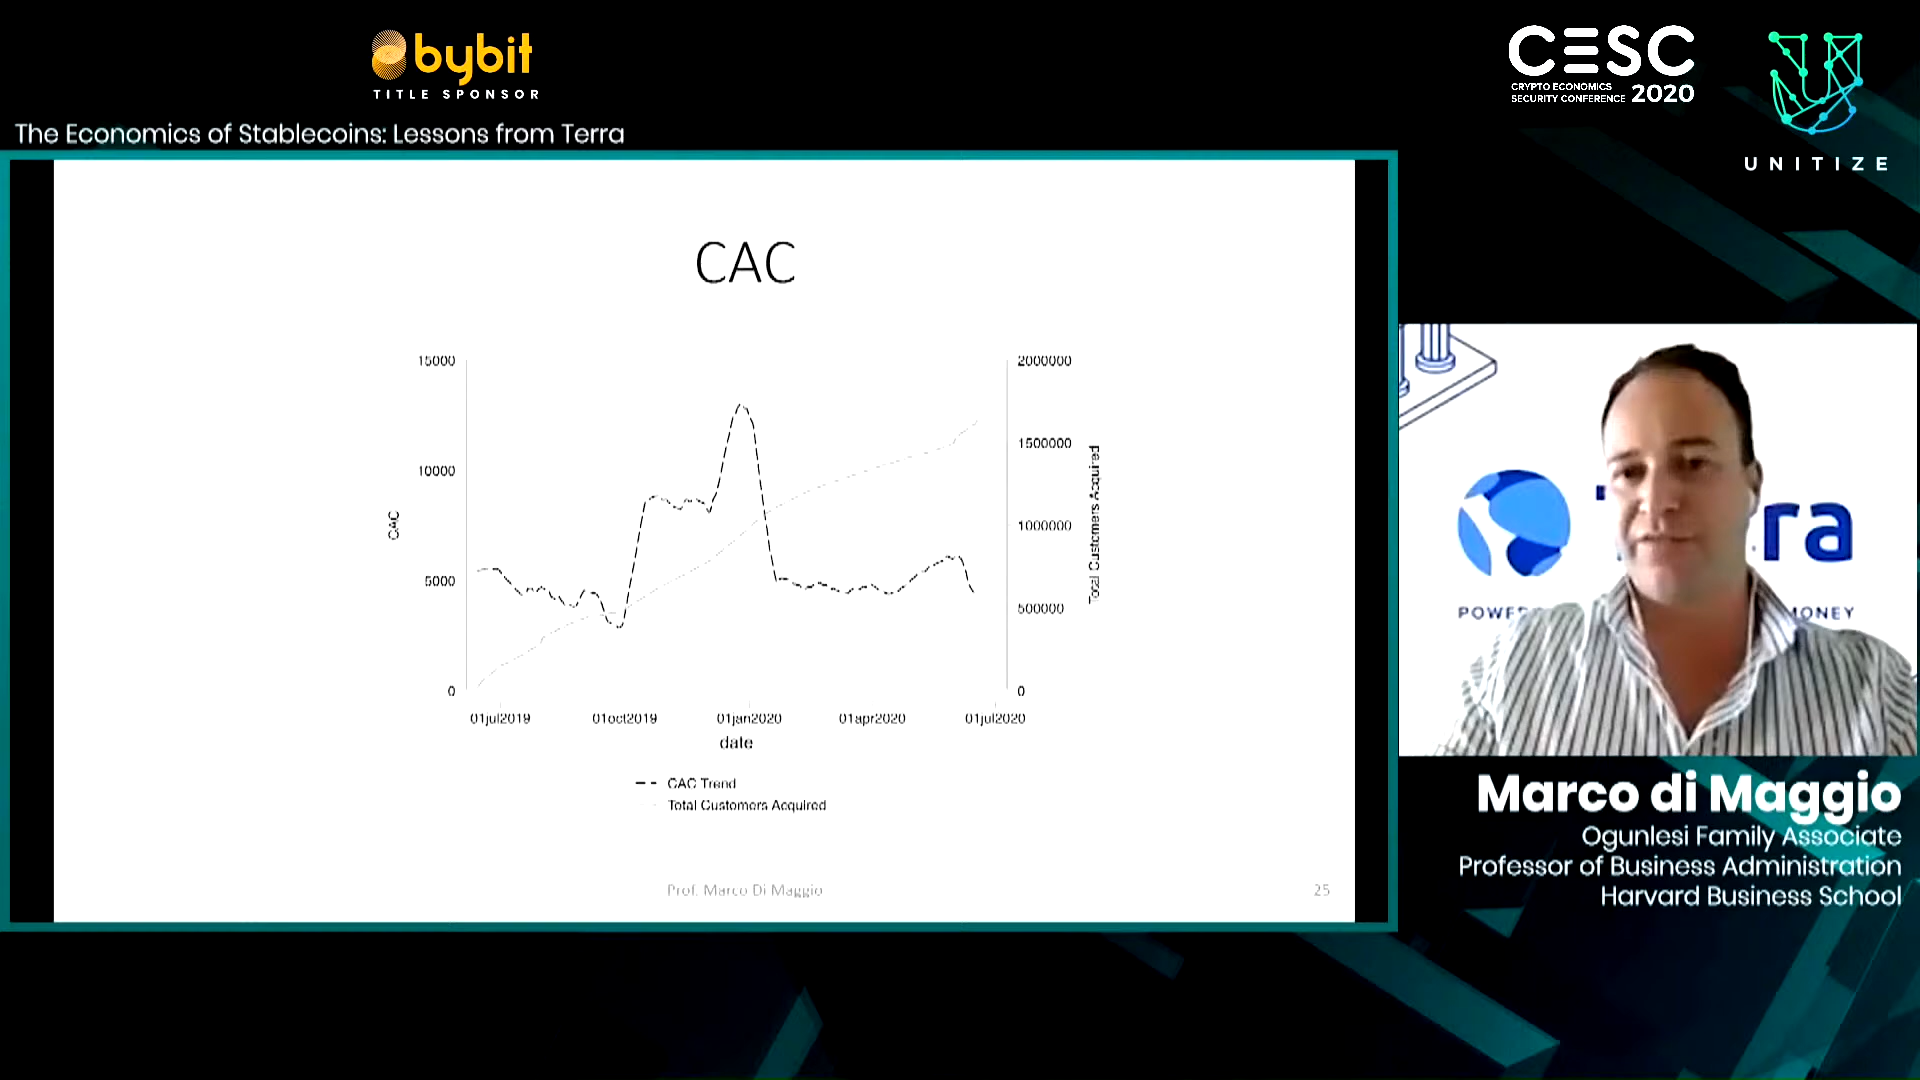 bybit
TITLE SPONSOR
CESC
CRYPTO ECONOMICS
SECURITY CONFERENCE 2020
UNITIZE
The Economics of Stablecoins: Lessons from Terra
CAC
15000
10000
5000
0
CAC
2000000
1500000
1000000
500000
0
Total Customers Acquired
01jul2019 01oct2019 01jan2020 01apr2020 01jul2020
date
CAC Trend
Total Customers Acquired
Prof. Marco Di Maggio
25
ra
POWE
MONEY
Marco di Maggio
Ogunlesi Family Associate
Professor of Business Administration
Harvard Business School